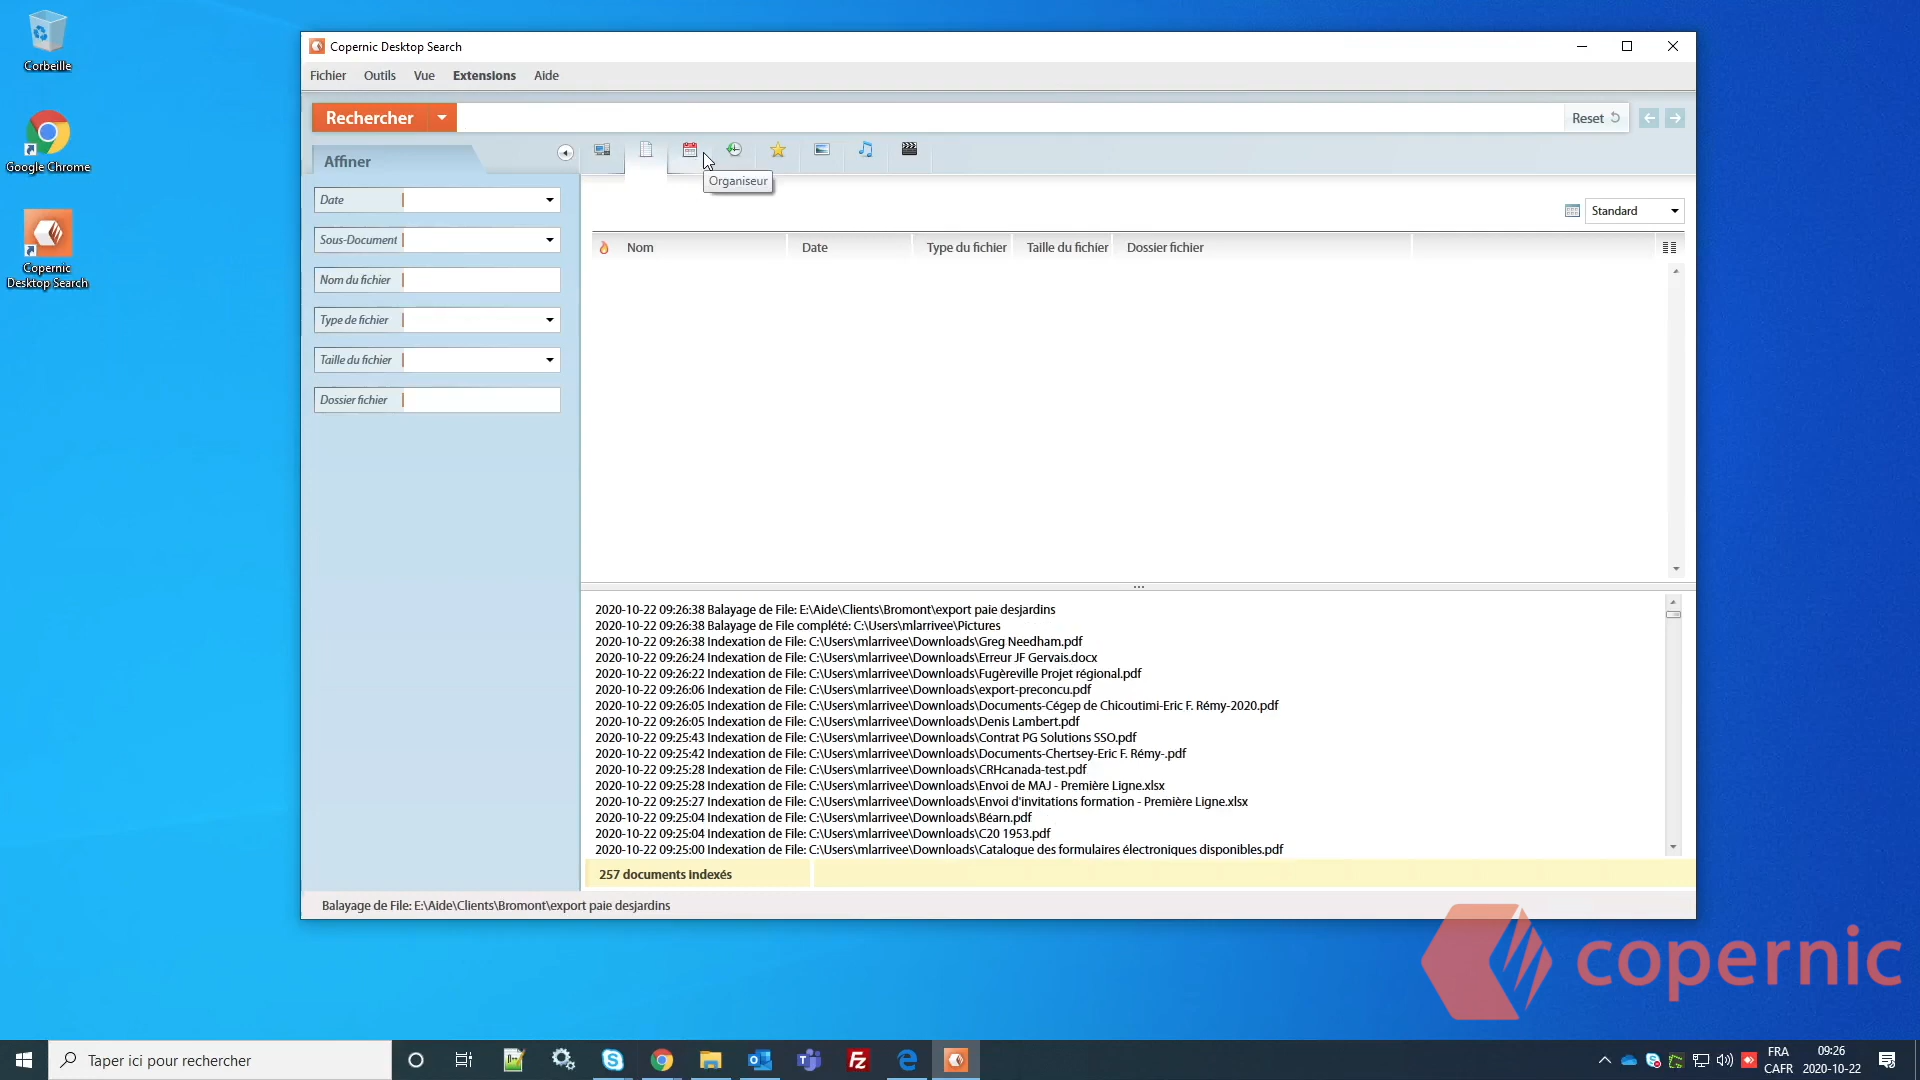 Corbeille
Google Chrome
Copernic
Desktop Search
Copernic Desktop Search
Fichier Outils Vue Extensions Aide
Rechercher Reset
Affiner
Organiseur
Date
Sous-Document
Nom du fichier
Type de fichier
Taille du fichier
Dossier fichier
Standard
Nom Date Type du fichier Taille du fichier Dossier fichier
2020-10-22 09:26:38 Balayage de File: E:\Aide\Clients\Bromont\export paie desjardins
2020-10-22 09:26:38 Balayage de File complété: C:\Users\mlarrivee\Pictures
2020-10-22 09:26:38 Indexation de File: C:\Users\mlarrivee\Downloads\Greg Needham.pdf
2020-10-22 09:26:24 Indexation de File: C:\Users\mlarrivee\Downloads\Erreur JF Gervais.docx
2020-10-22 09:26:22 Indexation de File: C:\Users\mlarrivee\Downloads\Fugèreville Projet régional.pdf
2020-10-22 09:26:06 Indexation de File: C:\Users\mlarrivee\Downloads\export-preconcu.pdf
2020-10-22 09:26:05 Indexation de File: C:\Users\mlarrivee\Downloads\Documents-Cégep de Chicoutimi-Eric F. Rémy-2020.pdf
2020-10-22 09:26:05 Indexation de File: C:\Users\mlarrivee\Downloads\Denis Lambert.pdf
2020-10-22 09:25:43 Indexation de File: C:\Users\mlarrivee\Downloads\Contrat PG Solutions SSO.pdf
2020-10-22 09:25:42 Indexation de File: C:\Users\mlarrivee\Downloads\Documents-Chertsey-Eric F. Rémy-.pdf
2020-10-22 09:25:28 Indexation de File: C:\Users\mlarrivee\Downloads\CRHcanada-test.pdf
2020-10-22 09:25:28 Indexation de File: C:\Users\mlarrivee\Downloads\Envoi de MAJ - Première Ligne.xlsx
2020-10-22 09:25:27 Indexation de File: C:\Users\mlarrivee\Downloads\Envoi d'invitations formation - Première Ligne.xlsx
2020-10-22 09:25:04 Indexation de File: C:\Users\mlarrivee\Downloads\Béarn.pdf
2020-10-22 09:25:04 Indexation de File: C:\Users\mlarrivee\Downloads\C20 1953.pdf
2020-10-22 09:25:00 Indexation de File: C:\Users\mlarrivee\Downloads\Catalogue des formulaires électroniques disponibles.pdf
257 documents indexés
Balayage de File: E:\Aide\Clients\Bromont\export paie desjardins
copernic
Taper ici pour rechercher
FRA 09:26
CAFR 2020-10-22